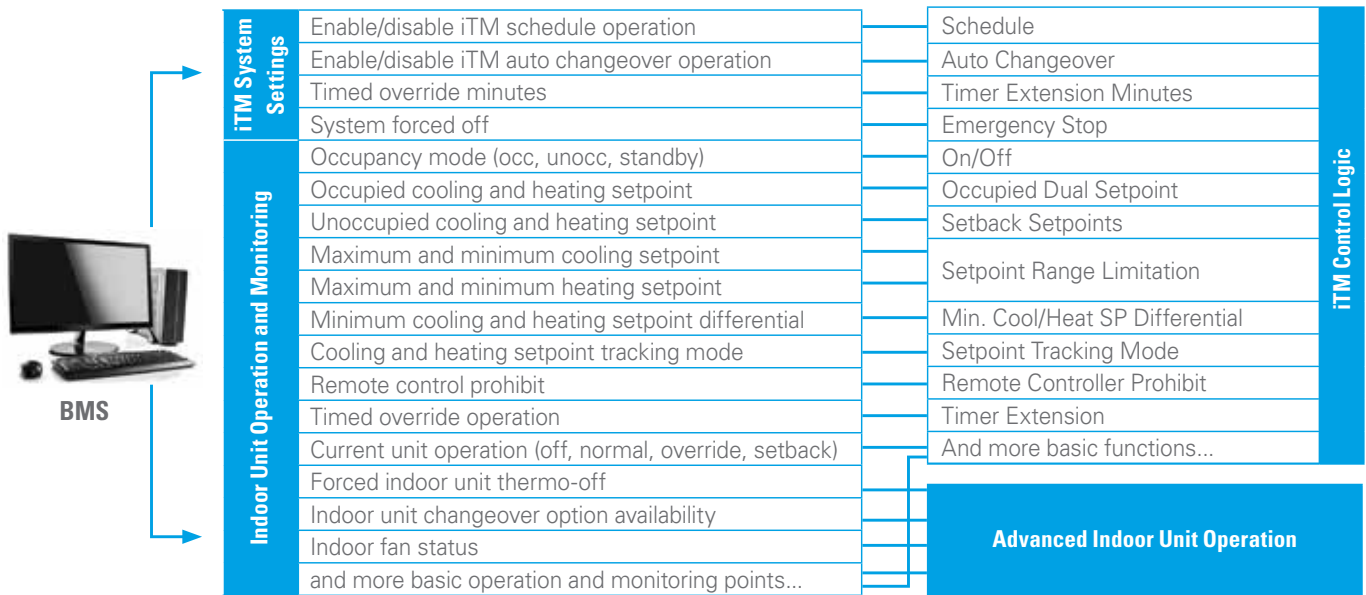 BMS
iTM System
Settings
Enable/disable iTM schedule operation
Enable/disable iTM auto changeover operation
Timed override minutes
System forced off
Indoor Unit Operation and Monitoring
Occupancy mode (occ, unocc, standby)
Occupied cooling and heating setpoint
Unoccupied cooling and heating setpoint
Maximum and minimum cooling setpoint
Maximum and minimum heating setpoint
Minimum cooling and heating setpoint differential
Cooling and heating setpoint tracking mode
Remote control prohibit
Timed override operation
Current unit operation (off, normal, override, setback)
Forced indoor unit thermo-off
Indoor unit changeover option availability
Indoor fan status
and more basic operation and monitoring points...
Schedule
Auto Changeover
Timer Extension Minutes
Emergency Stop
On/Off
Occupied Dual Setpoint
Setback Setpoints
Setpoint Range Limitation
Min. Cool/Heat SP Differential
Setpoint Tracking Mode
Remote Controller Prohibit
Timer Extension
And more basic functions...
iTM Control Logic
Advanced Indoor Unit Operation